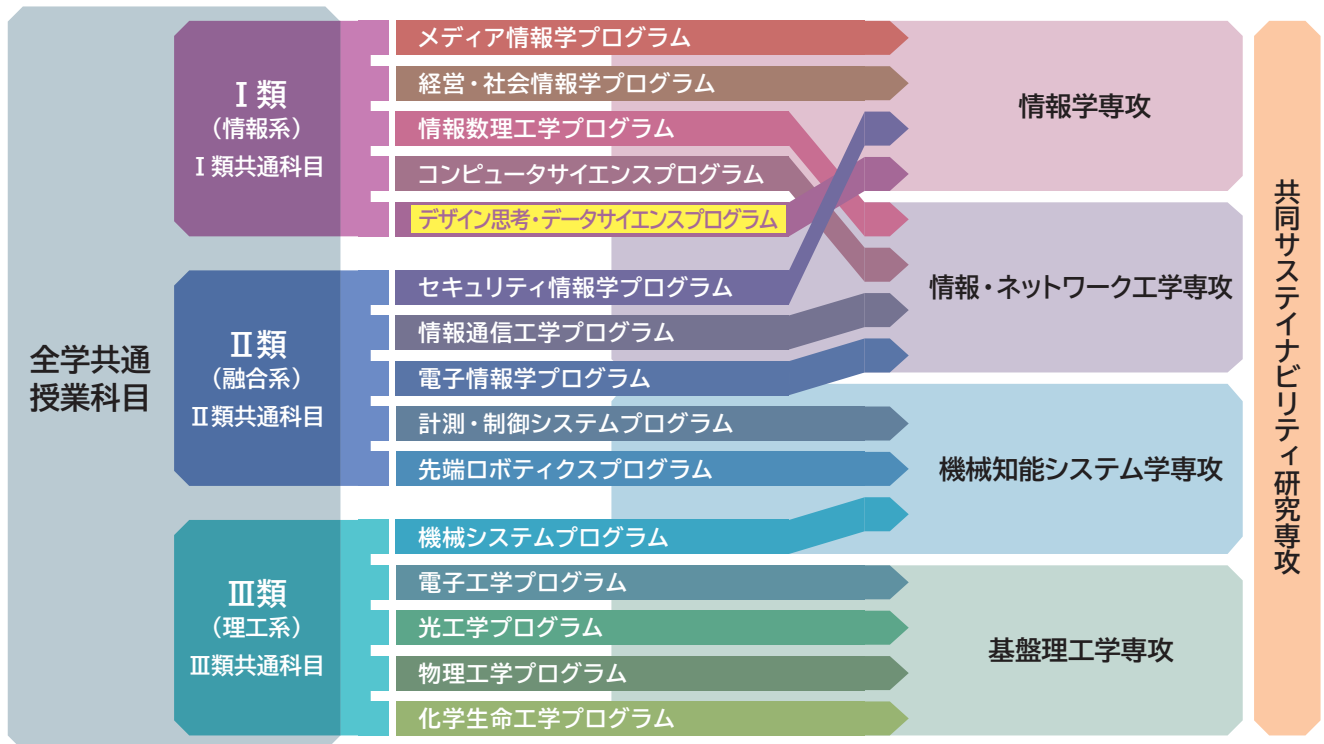 全学共通
授業科目
Ⅰ類
（情報系）
Ⅰ類共通科目
メディア情報学プログラム
経営・社会情報学プログラム
情報数理工学プログラム
コンピュータサイエンスプログラム
デザイン思考・データサイエンスプログラム
Ⅱ類
（融合系）
Ⅱ類共通科目
セキュリティ情報学プログラム
情報通信工学プログラム
電子情報学プログラム
計測・制御システムプログラム
先端ロボティクスプログラム
Ⅲ類
（理工系）
Ⅲ類共通科目
機械システムプログラム
電子工学プログラム
光工学プログラム
物理工学プログラム
化学生命工学プログラム
情報学専攻
情報・ネットワーク工学専攻
機械知能システム学専攻
基盤理工学専攻
共同サステイナビリティ研究専攻